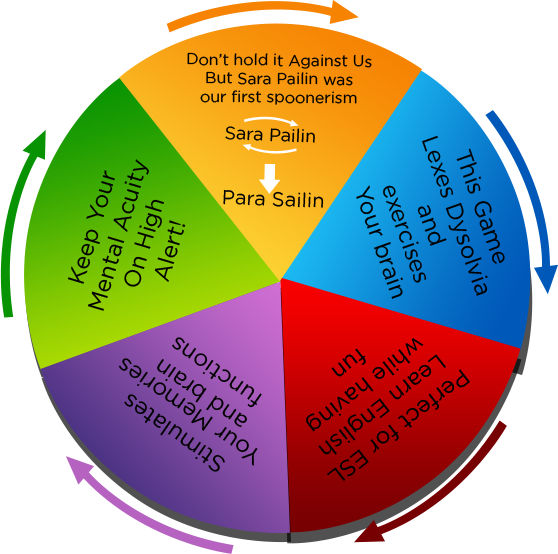 Don't hold it Against Us
But Sara Pailin was
our first spoonerism
Sara Pailin
Para Sailin
This Game
Lexes Dysolvia
and
exercises
Your brain
Perfect for ESL
Learn English
while having
fun
Stimulates
Your Memories
and brain
functions
Keep Your
Mental Acuity
On High
Alert!